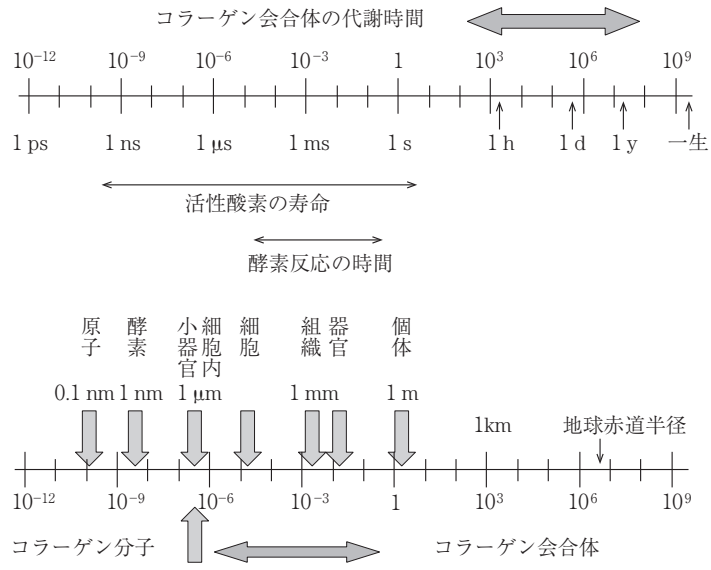 コラーゲン会合体の代謝時間
10⁻¹² 10⁻⁹ 10⁻⁶ 10⁻³ 1 10³ 10⁶ 10⁹
1 ps 1 ns 1 μs 1 ms 1 s 1 h 1 d 1 y 一生
活性酸素の寿命
酵素反応の時間
原子 酵素 細胞内小器官 細胞 組織 器官 個体
0.1 nm 1 nm 1 μm 1 mm 1 m
1km 地球赤道半径
10⁻¹² 10⁻⁹ 10⁻⁶ 10⁻³ 1 10³ 10⁶ 10⁹
コラーゲン分子 コラーゲン会合体